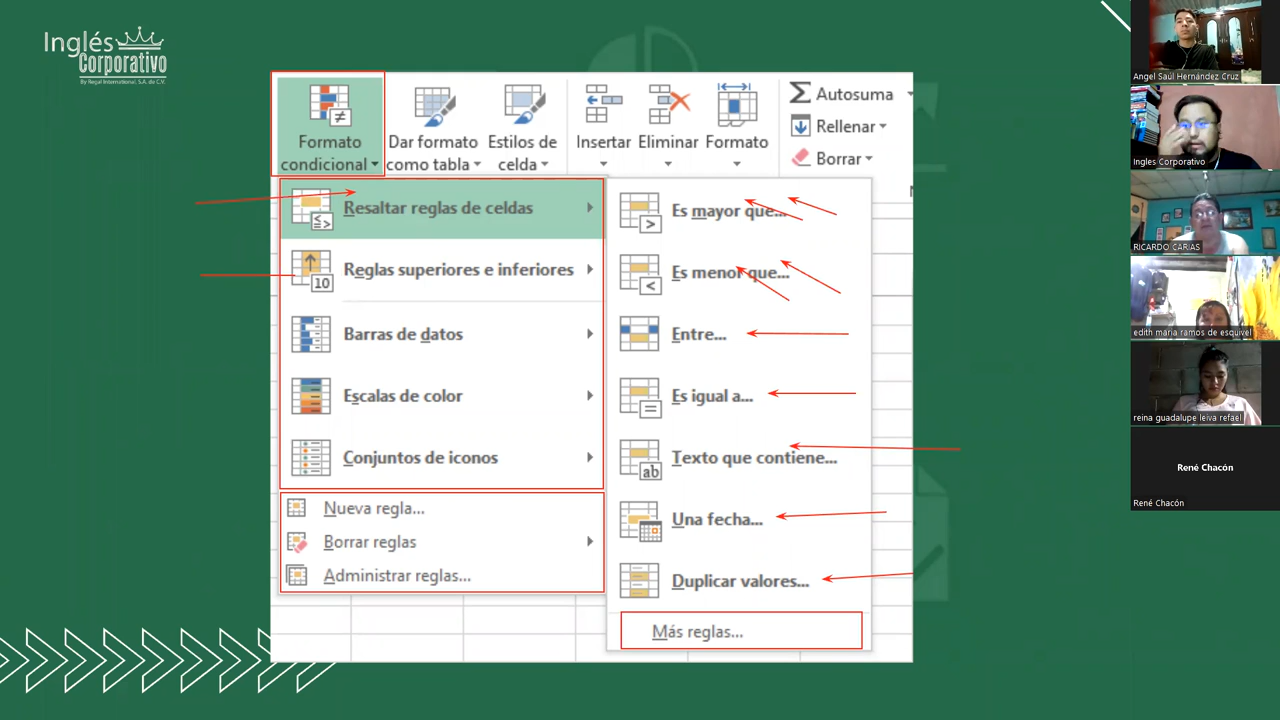 Inglés
Corporativo
By Regal International, S.A. de C.V.
Formato
condicional
Dar formato
como tabla
Estilos de
celda
Insertar
Eliminar
Formato
Autosuma
Rellenar
Borrar
Resaltar reglas de celdas
Reglas superiores e inferiores
10
Barras de datos
Escalas de color
Conjuntos de iconos
Nueva regla...
Borrar reglas
Administrar reglas...
Es mayor que...
Es menor que...
Entre...
Es igual a...
ab
Texto que contiene...
Una fecha...
Duplicar valores...
Más reglas...
Angel Saúl Hernández Cruz
Ingles Corporativo
RICARDO CARIAS
edith maria ramos de esquivel
reina guadalupe leiva refael
René Chacón
René Chacón